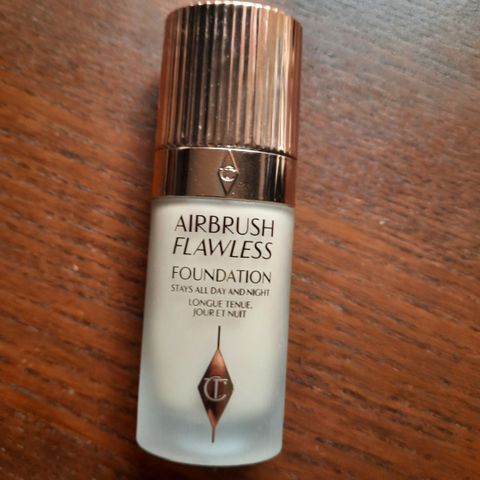 AIRBRUSH
FLAWLESS
FOUNDATION
STAYS ALL DAY AND NIGHT
LONGUE TENUE,
JOUR ET NUIT
CT